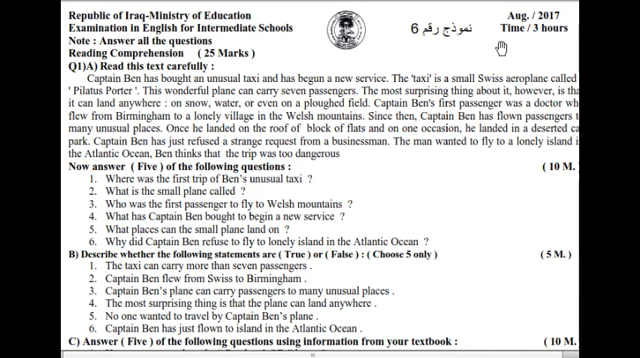 Republic of Iraq-Ministry of Education
Examination in English for Intermediate Schools
Note : Answer all the questions
Reading Comprehension ( 25 Marks )
نموذج رقم 6
Aug. / 2017
Time / 3 hours
Q1)A) Read this text carefully :
Captain Ben has bought an unusual taxi and has begun a new service. The 'taxi' is a small Swiss aeroplane called
' Pilatus Porter '. This wonderful plane can carry seven passengers. The most surprising thing about it, however, is tha
it can land anywhere : on snow, water, or even on a ploughed field. Captain Ben's first passenger was a doctor wh
flew from Birmingham to a lonely village in the Welsh mountains. Since then, Captain Ben has flown passengers t
many unusual places. Once he landed on the roof of block of flats and on one occasion, he landed in a deserted ca
park. Captain Ben has just refused a strange request from a businessman. The man wanted to fly to a lonely island i
the Atlantic Ocean, Ben thinks that the trip was too dangerous
Now answer ( Five ) of the following questions : ( 10 M.
1. Where was the first trip of Ben's unusual taxi ?
2. What is the small plane called ?
3. Who was the first passenger to fly to Welsh mountains ?
4. What has Captain Ben bought to begin a new service ?
5. What places can the small plane land on ?
6. Why did Captain Ben refuse to fly to lonely island in the Atlantic Ocean ?
B) Describe whether the following statements are ( True ) or ( False ) : ( Choose 5 only ) ( 5 M. )
1. The taxi can carry more than seven passengers .
2. Captain Ben flew from Swiss to Birmingham .
3. Captain Ben's plane can carry passengers to many unusual places .
4. The most surprising thing is that the plane can land anywhere .
5. No one wanted to travel by Captain Ben's plane .
6. Captain Ben has just flown to island in the Atlantic Ocean .
C) Answer ( Five ) of the following questions using information from your textbook : ( 10 M.